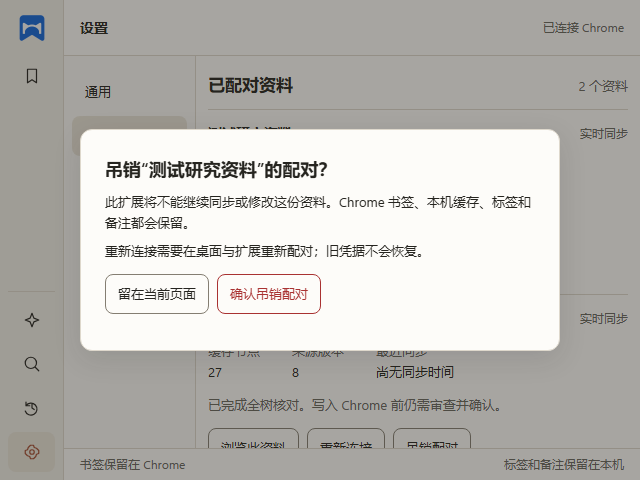 设置
已连接 Chrome
通用
已配对资料
2 个资料
实时同步
吊销“测试研究资料”的配对?
此扩展将不能继续同步或修改这份资料。Chrome 书签、本机缓存、标签和
备注都会保留。
重新连接需要在桌面与扩展重新配对；旧凭据不会恢复。
留在当前页面
确认吊销配对
实时同步
缓存节点
来源版本
最近同步
27
8
尚无同步时间
已完成全树核对。写入 Chrome 前仍需审查并确认。
浏览此资料
重新连接
吊销配对
书签保留在 Chrome
标签和备注保留在本机